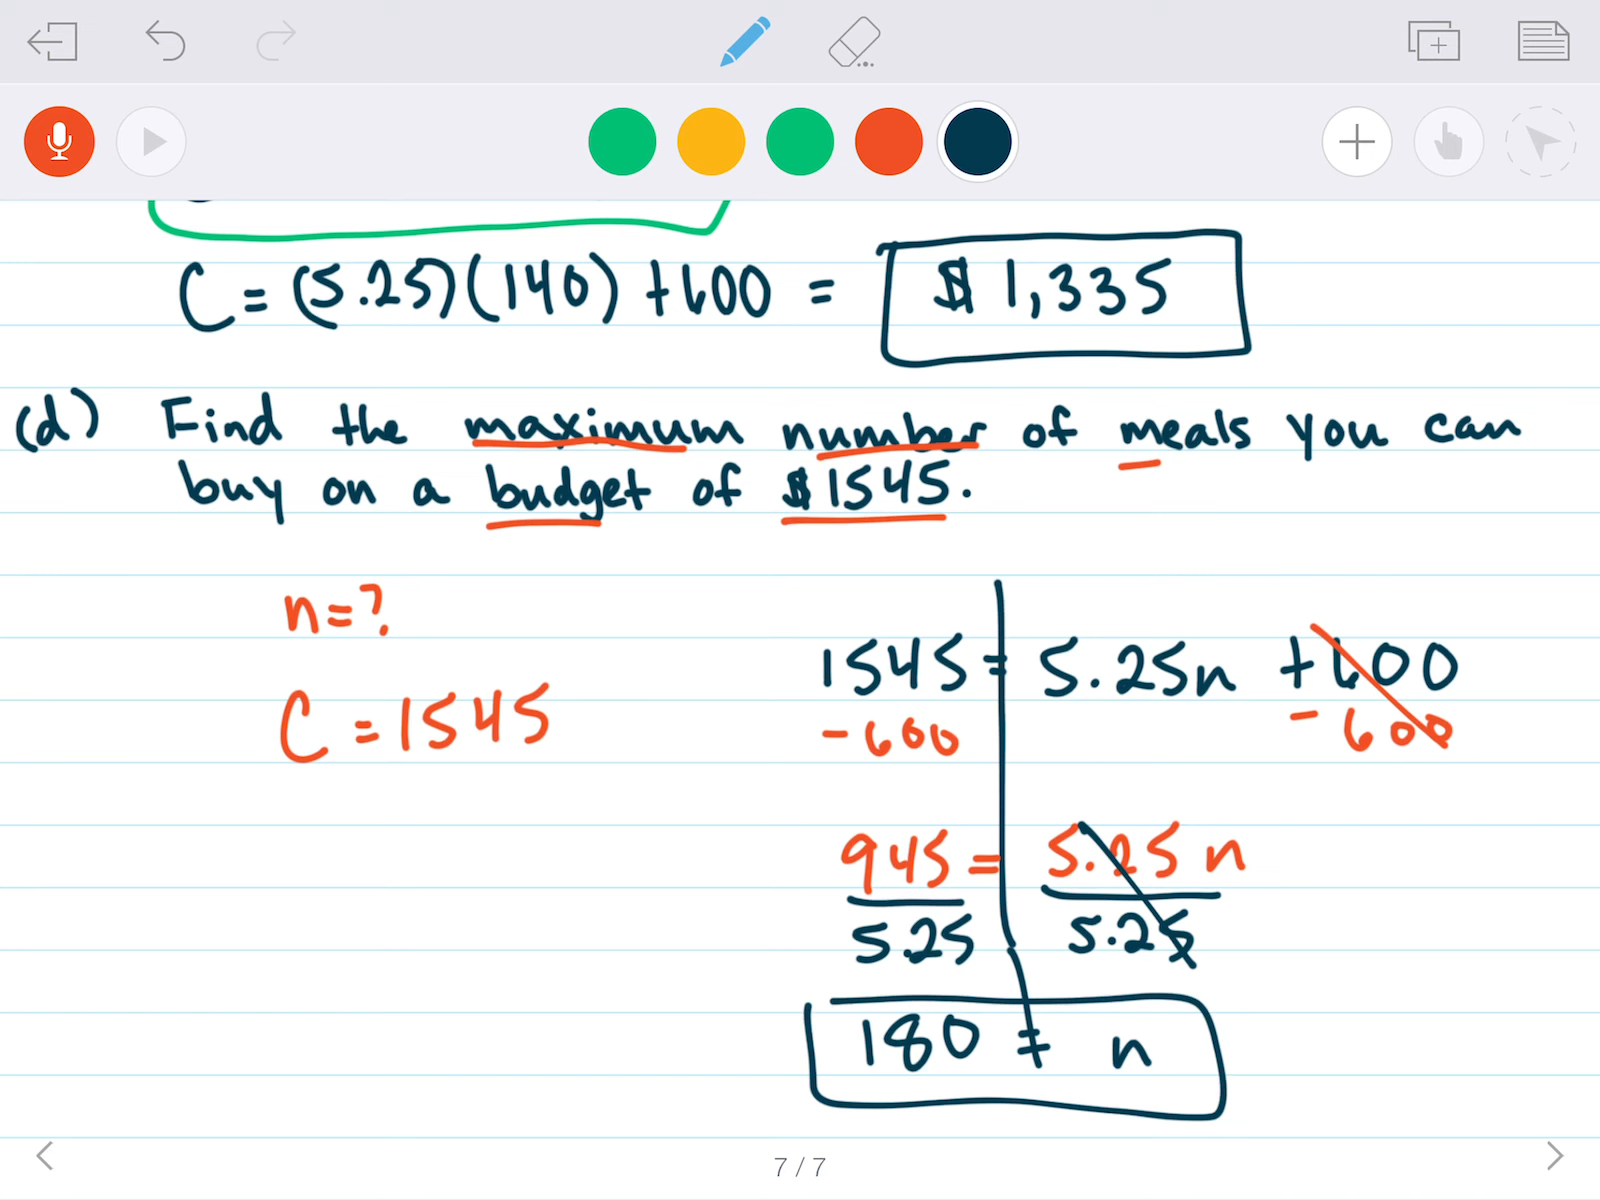 C = (5.25)(140) + 600 = $ 1,335
(d) Find the maximum number of meals you can
buy on a budget of $1545.
n = ?
C = 1545
1545 = 5.25n + 600
- 600 - 600
945 = 5.25 n
5.25 5.25
180 = n
7 / 7